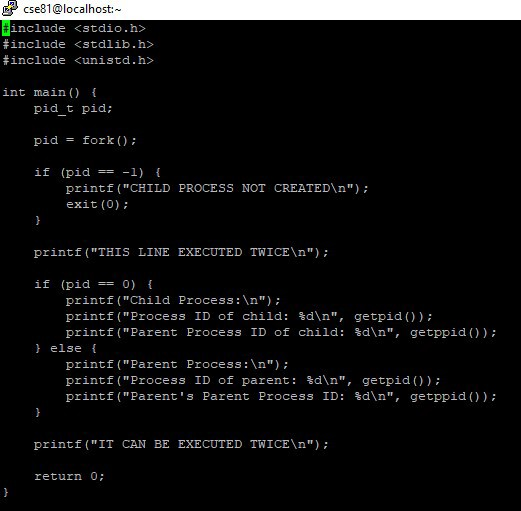 cse81@localhost:~
#include <stdio.h>
#include <stdlib.h>
#include <unistd.h>
int main() {
    pid_t pid;
    pid = fork();
    if (pid == -1) {
        printf("CHILD PROCESS NOT CREATED\n");
        exit(0);
    }
    printf("THIS LINE EXECUTED TWICE\n");
    if (pid == 0) {
        printf("Child Process:\n");
        printf("Process ID of child: %d\n", getpid());
        printf("Parent Process ID of child: %d\n", getppid());
    } else {
        printf("Parent Process:\n");
        printf("Process ID of parent: %d\n", getpid());
        printf("Parent's Parent Process ID: %d\n", getppid());
    }
    printf("IT CAN BE EXECUTED TWICE\n");
    return 0;
}